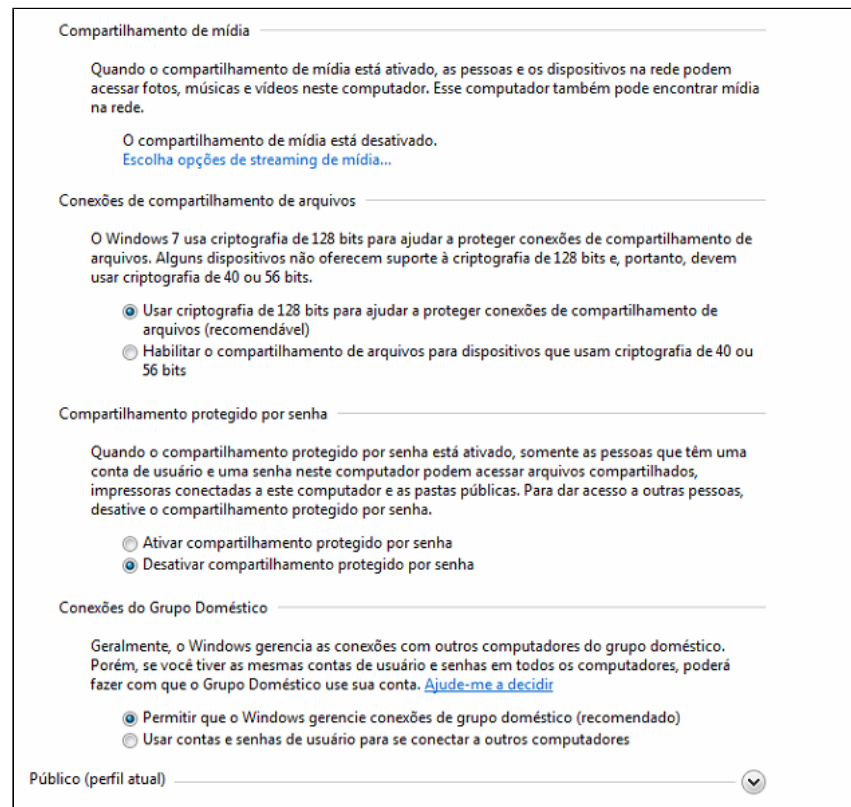 Compartilhamento de mídia
Quando o compartilhamento de mídia está ativado, as pessoas e os dispositivos na rede podem
acessar fotos, músicas e vídeos neste computador. Esse computador também pode encontrar mídia
na rede.
O compartilhamento de mídia está desativado.
Escolha opções de streaming de mídia...
Conexões de compartilhamento de arquivos
O Windows 7 usa criptografia de 128 bits para ajudar a proteger conexões de compartilhamento de
arquivos. Alguns dispositivos não oferecem suporte à criptografia de 128 bits e, portanto, devem
usar criptografia de 40 ou 56 bits.
Usar criptografia de 128 bits para ajudar a proteger conexões de compartilhamento de
arquivos (recomendável)
Habilitar o compartilhamento de arquivos para dispositivos que usam criptografia de 40 ou
56 bits
Compartilhamento protegido por senha
Quando o compartilhamento protegido por senha está ativado, somente as pessoas que têm uma
conta de usuário e uma senha neste computador podem acessar arquivos compartilhados,
impressoras conectadas a este computador e as pastas públicas. Para dar acesso a outras pessoas,
desative o compartilhamento protegido por senha.
Ativar compartilhamento protegido por senha
Desativar compartilhamento protegido por senha
Conexões do Grupo Doméstico
Geralmente, o Windows gerencia as conexões com outros computadores do grupo doméstico.
Porém, se você tiver as mesmas contas de usuário e senhas em todos os computadores, poderá
fazer com que o Grupo Doméstico use sua conta. Ajude-me a decidir
Permitir que o Windows gerencie conexões de grupo doméstico (recomendado)
Usar contas e senhas de usuário para se conectar a outros computadores
Público (perfil atual)